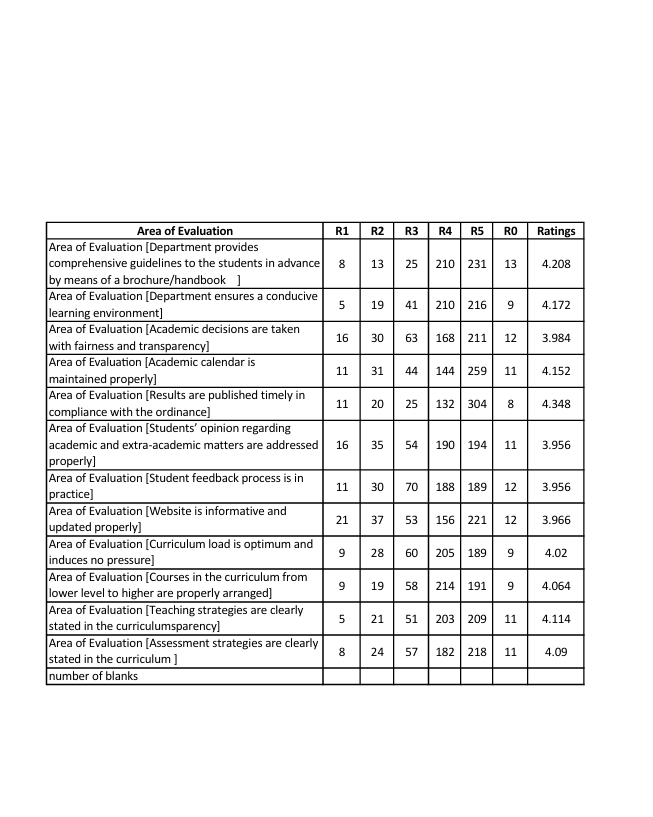 Area of Evaluation R1 R2 R3 R4 R5 R0 Ratings
Area of Evaluation [Department provides
comprehensive guidelines to the students in advance 8 13 25 210 231 13 4.208
by means of a brochure/handbook ]
Area of Evaluation [Department ensures a conducive
learning environment] 5 19 41 210 216 9 4.172
Area of Evaluation [Academic decisions are taken
with fairness and transparency] 16 30 63 168 211 12 3.984
Area of Evaluation [Academic calendar is
maintained properly] 11 31 44 144 259 11 4.152
Area of Evaluation [Results are published timely in
compliance with the ordinance] 11 20 25 132 304 8 4.348
Area of Evaluation [Students’ opinion regarding
academic and extra-academic matters are addressed 16 35 54 190 194 11 3.956
properly]
Area of Evaluation [Student feedback process is in
practice] 11 30 70 188 189 12 3.956
Area of Evaluation [Website is informative and
updated properly] 21 37 53 156 221 12 3.966
Area of Evaluation [Curriculum load is optimum and
induces no pressure] 9 28 60 205 189 9 4.02
Area of Evaluation [Courses in the curriculum from
lower level to higher are properly arranged] 9 19 58 214 191 9 4.064
Area of Evaluation [Teaching strategies are clearly
stated in the curriculumsparency] 5 21 51 203 209 11 4.114
Area of Evaluation [Assessment strategies are clearly
stated in the curriculum ] 8 24 57 182 218 11 4.09
number of blanks